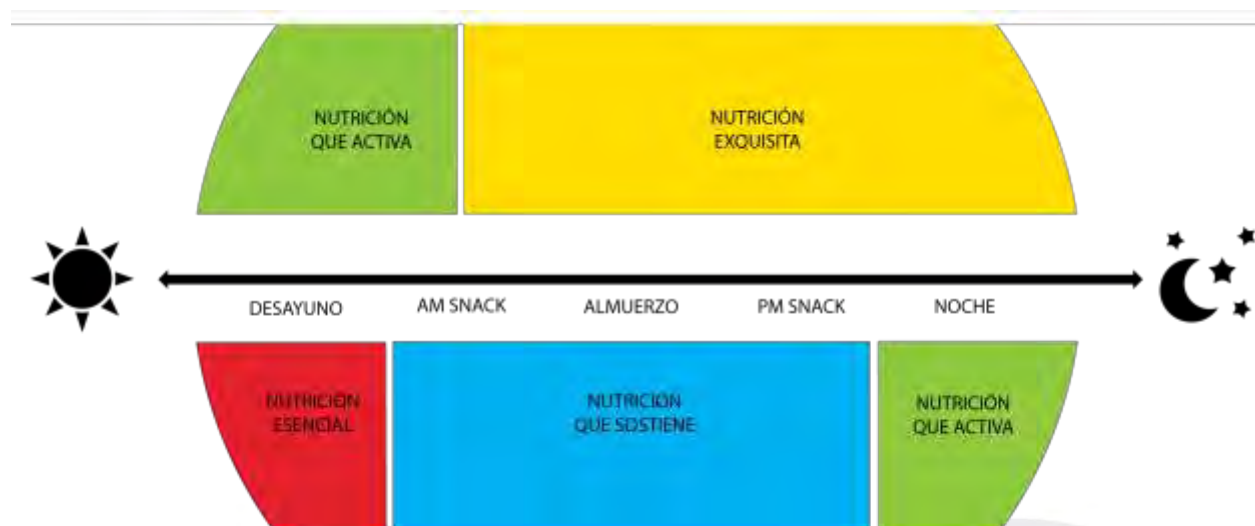 NUTRICIÓN
QUE ACTIVA
NUTRICIÓN
EXQUISITA
DESAYUNO
AM SNACK
ALMUERZO
PM SNACK
NOCHE
NUTRICIÓN
ESENCIAL
NUTRICIÓN
QUE SOSTIENE
NUTRICIÓN
QUE ACTIVA